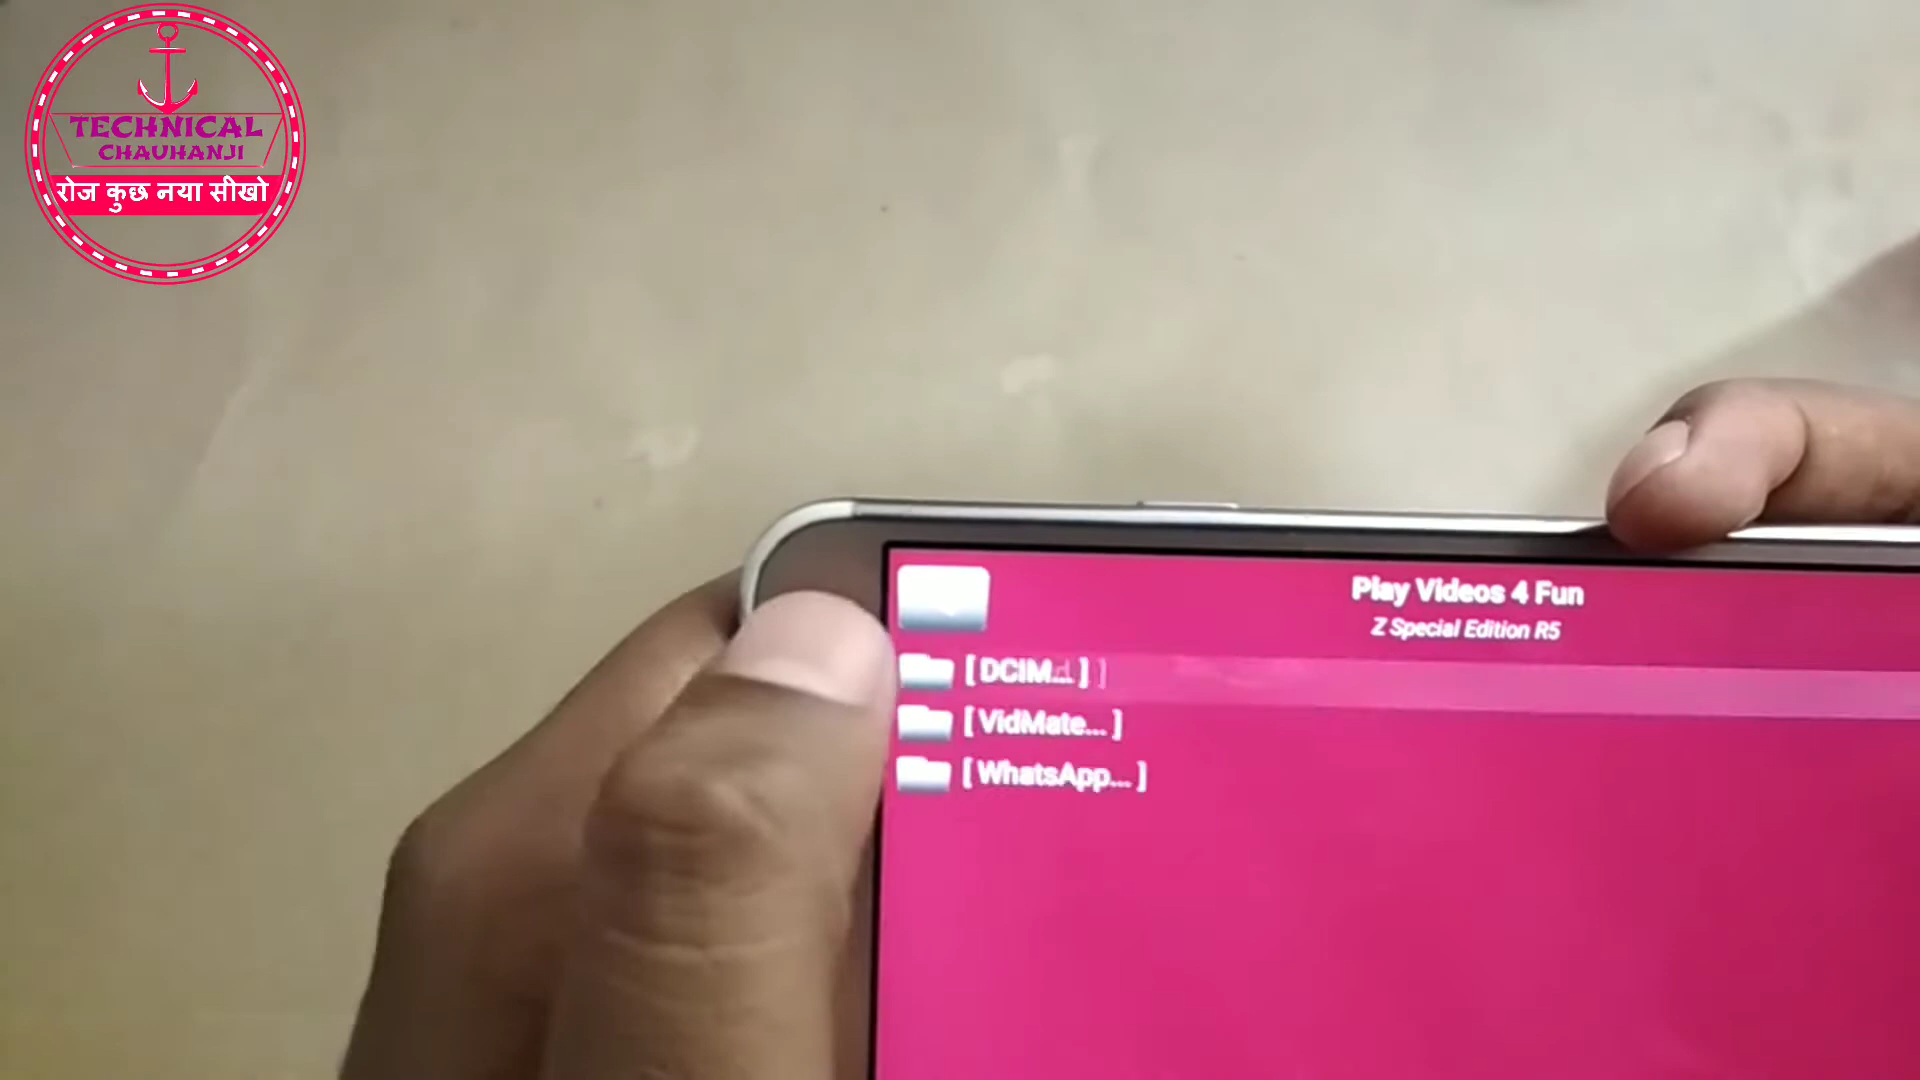 TECHNICAL
CHAUHANJI
रोज कुछ नया सीखो
Play Videos 4 Fun
Z Special Edition R5
[ DCIM... ]
[ VidMate... ]
[ WhatsApp... ]